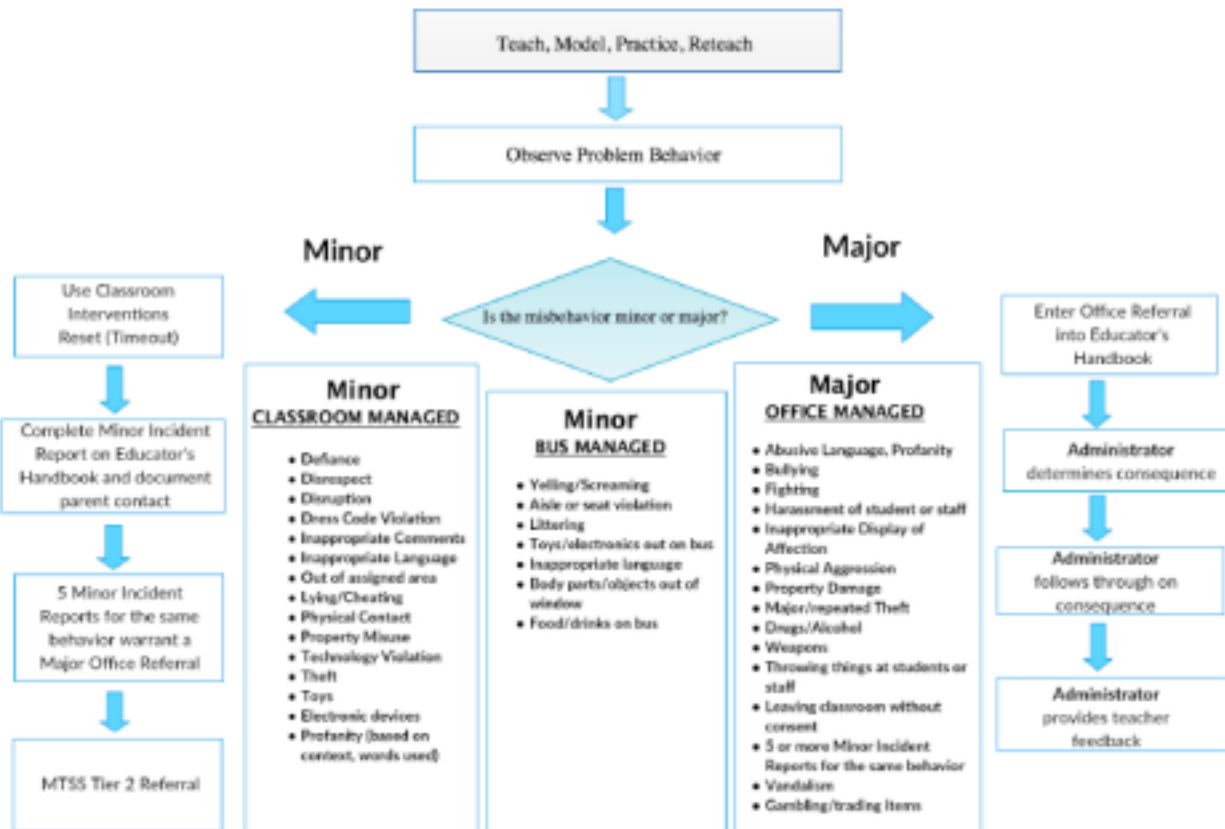 Teach, Model, Practice, Reteach
Observe Problem Behavior
Minor
Major
Is the misbehavior minor or major?
Use Classroom
Interventions
Reset (Timeout)
Complete Minor Incident
Report on Educator's
Handbook and document
parent contact
5 Minor Incident
Reports for the same
behavior warrant a
Major Office Referral
MTSS Tier 2 Referral
Minor
CLASSROOM MANAGED
• Defiance
• Disrespect
• Disruption
• Dress Code Violation
• Inappropriate Comments
• Inappropriate Language
• Out of assigned area
• Lying/Cheating
• Physical Contact
• Property Misuse
• Technology Violation
• Theft
• Toys
• Electronic devices
• Profanity (based on
context, words used)
Minor
BUS MANAGED
• Yelling/Screaming
• Aisle or seat violation
• Littering
• Toys/electronics out on bus
• Inappropriate language
• Body parts/objects out of
window
• Food/drinks on bus
Major
OFFICE MANAGED
• Abusive Language, Profanity
• Bullying
• Fighting
• Harassment of student or staff
• Inappropriate Display of
Affection
• Physical Aggression
• Property Damage
• Major/repeated Theft
• Drugs/Alcohol
• Weapons
• Throwing things at students or
staff
• Leaving classroom without
consent
• 5 or more Minor Incident
Reports for the same behavior
• Vandalism
• Gambling/trading items
Enter Office Referral
into Educator's
Handbook
Administrator
determines consequence
Administrator
follows through on
consequence
Administrator
provides teacher
feedback